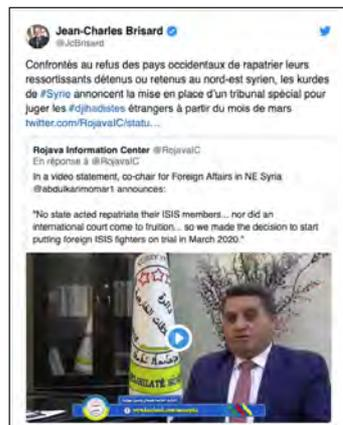 Jean-Charles Brisard
@JcBrisard
Confrontés au refus des pays occidentaux de rapatrier leurs
ressortissants détenus ou retenus au nord-est syrien, les kurdes
de #Syrie annoncent la mise en place d'un tribunal spécial pour
juger les #djihadistes étrangers à partir du mois de mars
twitter.com/RojavaIC/statu…
Rojava Information Center @RojavaIC
En réponse à @RojavaIC
In a video statement, co-chair for Foreign Affairs in NE Syria
@abdulkarimomar1 announces:
"No state acted repatriate their ISIS members... nor did an
international court come to fruition... so we made the decision to start
putting foreign ISIS fighters on trial in March 2020."